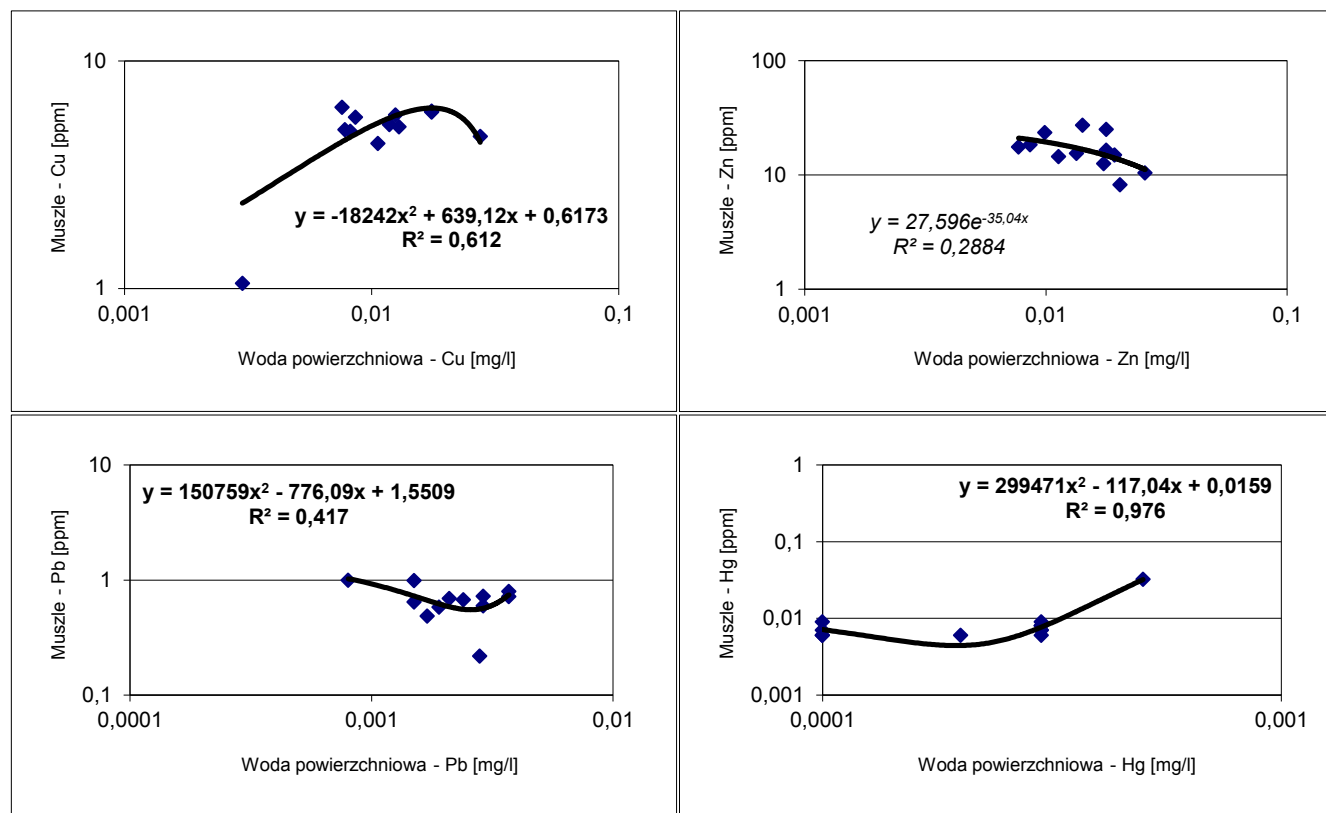 10
1
0,001
0,01
0,1
Muszle - Cu [ppm]
Woda powierzchniowa - Cu [mg/l]
y = -18242x² + 639,12x + 0,6173
R² = 0,612
100
10
1
0,001
0,01
0,1
Muszle - Zn [ppm]
Woda powierzchniowa - Zn [mg/l]
y = 27,596e⁻³⁵,⁰⁴ˣ
R² = 0,2884
10
1
0,1
0,0001
0,001
0,01
Muszle - Pb [ppm]
Woda powierzchniowa - Pb [mg/l]
y = 150759x² - 776,09x + 1,5509
R² = 0,417
1
0,1
0,01
0,001
0,0001
0,001
Muszle - Hg [ppm]
Woda powierzchniowa - Hg [mg/l]
y = 299471x² - 117,04x + 0,0159
R² = 0,976